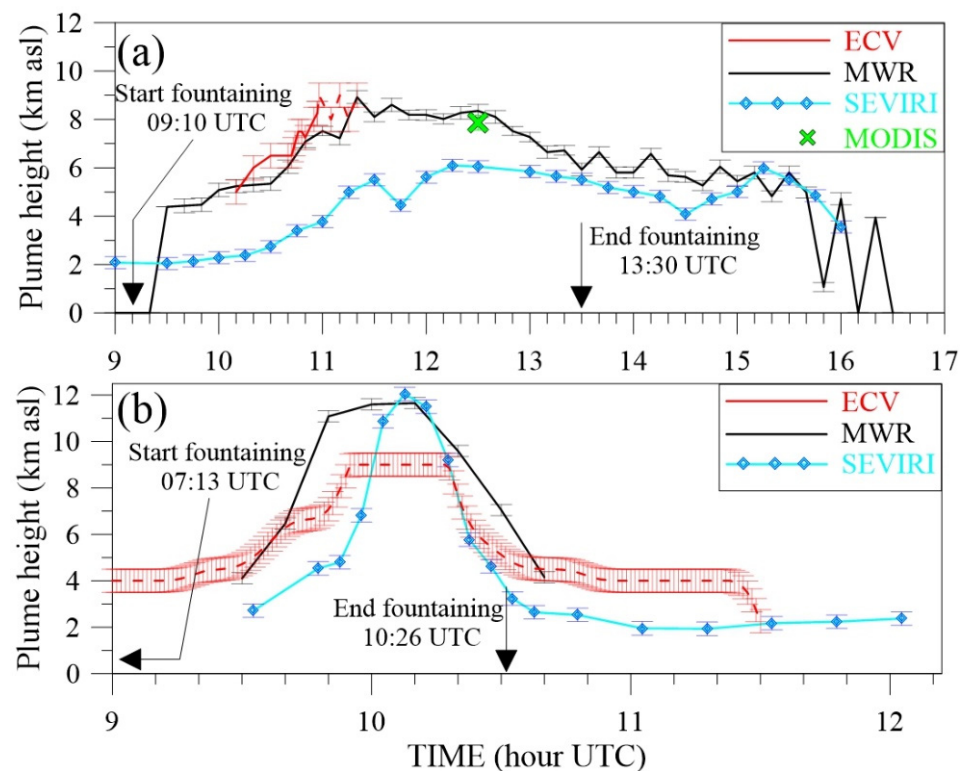 12
10
8
6
4
2
0
Plume height (km asl)
(a)
Start fountaining
09:10 UTC
ECV
MWR
SEVIRI
MODIS
End fountaining
13:30 UTC
9 10 11 12 13 14 15 16 17
12
10
8
6
4
2
0
Plume height (km asl)
(b)
Start fountaining
07:13 UTC
ECV
MWR
SEVIRI
End fountaining
10:26 UTC
9 10 11 12
TIME (hour UTC)